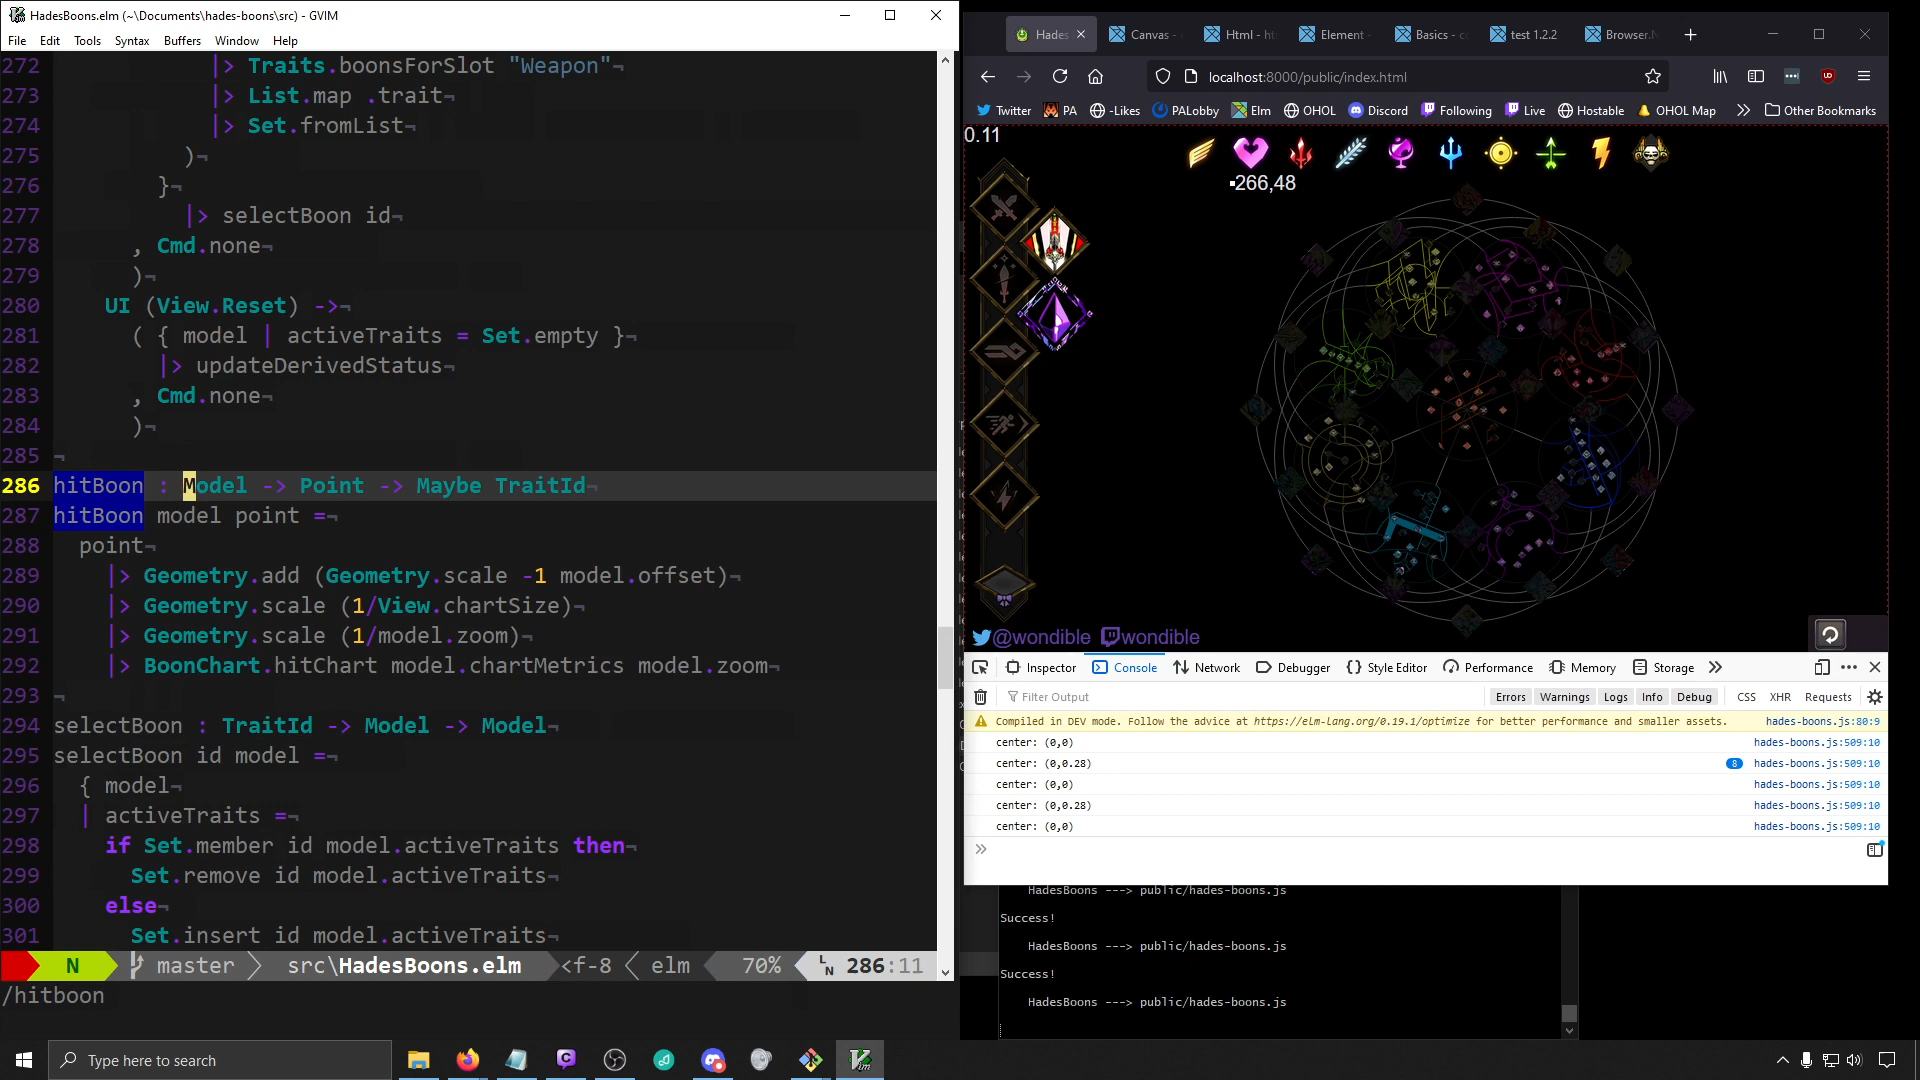 HadesBoons.elm (~\Documents\hades-boons\src) - GVIM
File Edit Tools Syntax Buffers Window Help
272 |> Traits.boonsForSlot "Weapon"¬
273 |> List.map .trait¬
274 |> Set.fromList¬
275 )¬
276 }¬
277 |> selectBoon id¬
278 , Cmd.none¬
279 )¬
280 UI (View.Reset) ->¬
281 ( { model | activeTraits = Set.empty }¬
282 |> updateDerivedStatus¬
283 , Cmd.none¬
284 )¬
285 ¬
286 hitBoon : Model -> Point -> Maybe TraitId¬
287 hitBoon model point =¬
288 point¬
289 |> Geometry.add (Geometry.scale -1 model.offset)¬
290 |> Geometry.scale (1/View.chartSize)¬
291 |> Geometry.scale (1/model.zoom)¬
292 |> BoonChart.hitChart model.chartMetrics model.zoom¬
293 ¬
294 selectBoon : TraitId -> Model -> Model¬
295 selectBoon id model =¬
296 { model¬
297 | activeTraits =¬
298 if Set.member id model.activeTraits then¬
299 Set.remove id model.activeTraits¬
300 else¬
301 Set.insert id model.activeTraits¬
N master src\HadesBoons.elm <f-8 elm 70% LN 286:11
/hitboon
Hades Canvas - Html - Element - Basics - test 1.2.2 Browser.
localhost:8000/public/index.html
Twitter PA -Likes PALobby Elm OHOL Discord Following Live Hostable OHOL Map Other Bookmarks
0.11
-266,48
@wondible wondible
Inspector Console Network Debugger Style Editor Performance Memory Storage
Filter Output Errors Warnings Logs Info Debug CSS XHR Requests
Compiled in DEV mode. Follow the advice at https://elm-lang.org/0.19.1/optimize for better performance and smaller assets. hades-boons.js:80:9
center: (0,0) hades-boons.js:509:10
center: (0,0.28) 8 hades-boons.js:509:10
center: (0,0) hades-boons.js:509:10
center: (0,0.28) hades-boons.js:509:10
center: (0,0) hades-boons.js:509:10
HadesBoons ---> public/hades-boons.js
Success!
HadesBoons ---> public/hades-boons.js
Success!
HadesBoons ---> public/hades-boons.js
Type here to search